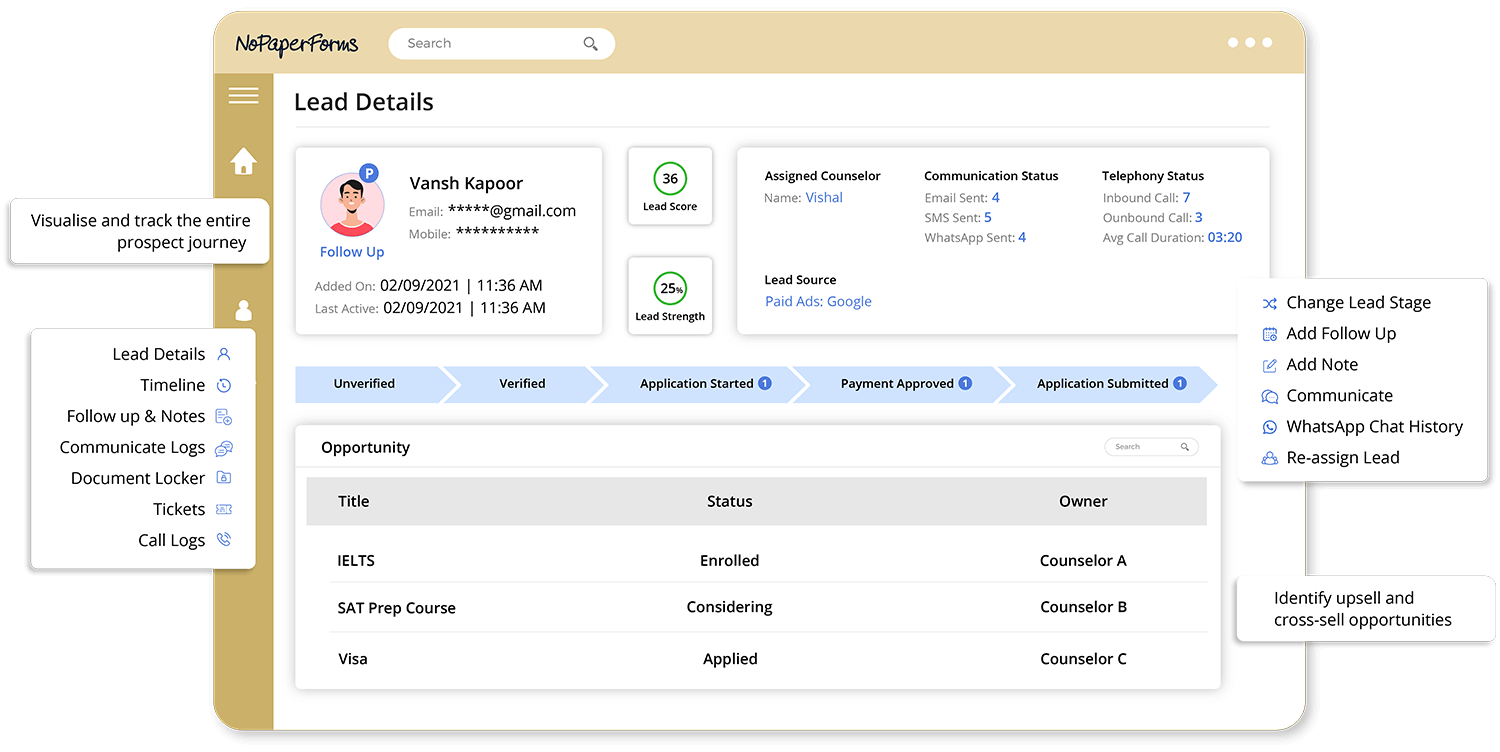 NoPaperForms
Search
Lead Details
Visualise and track the entire
prospect journey
P
Follow Up
Vansh Kapoor
Email: *****@gmail.com
Mobile: **********
Added On: 02/09/2021 | 11:36 AM
Last Active: 02/09/2021 | 11:36 AM
36
Lead Score
25%
Lead Strength
Assigned Counselor
Name: Vishal
Communication Status
Email Sent: 4
SMS Sent: 5
WhatsApp Sent: 4
Telephony Status
Inbound Call: 7
Ounbound Call: 3
Avg Call Duration: 03:20
Lead Source
Paid Ads: Google
Change Lead Stage
Add Follow Up
Add Note
Communicate
WhatsApp Chat History
Re-assign Lead
Lead Details
Timeline
Follow up & Notes
Communicate Logs
Document Locker
Tickets
Call Logs
Unverified
Verified
Application Started 1
Payment Approved 1
Application Submitted 1
Opportunity
Search
Title Status Owner
IELTS Enrolled Counselor A
SAT Prep Course Considering Counselor B
Visa Applied Counselor C
Identify upsell and
cross-sell opportunities